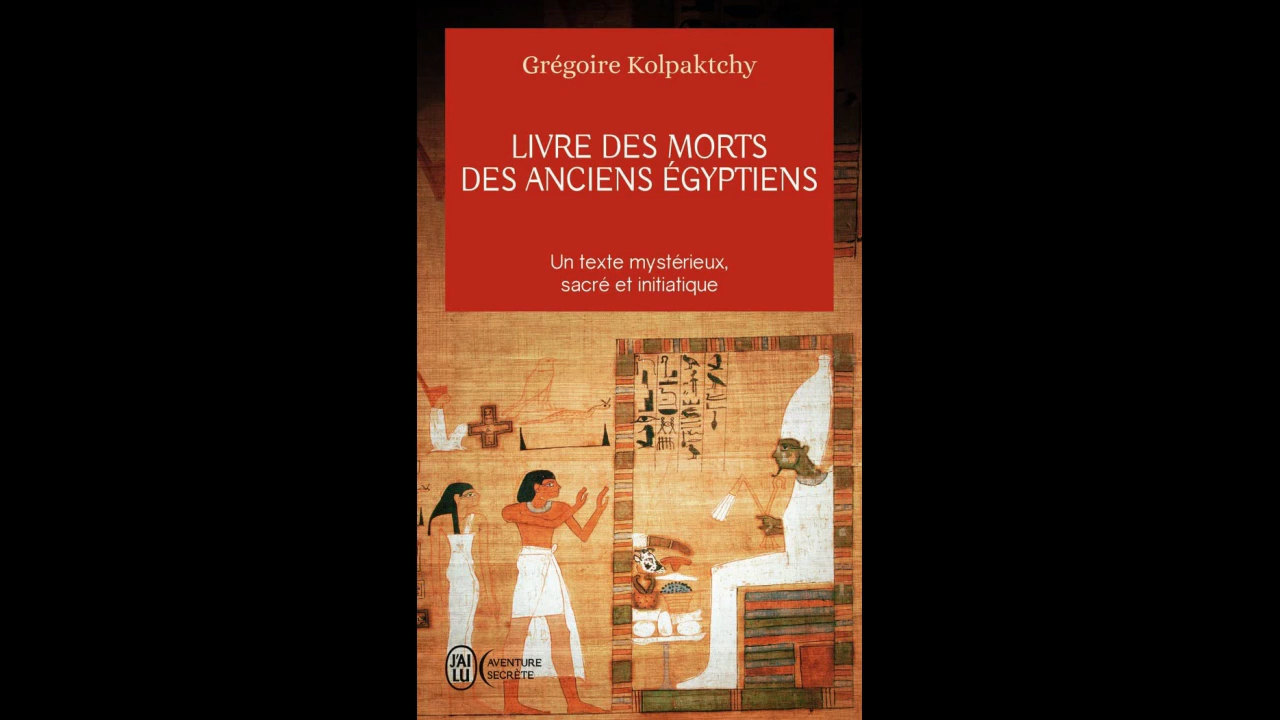 Grégoire Kolpaktchy
LIVRE DES MORTS
DES ANCIENS ÉGYPTIENS
Un texte mystérieux,
sacré et initiatique
J'AI
LU
AVENTURE
SECRÈTE